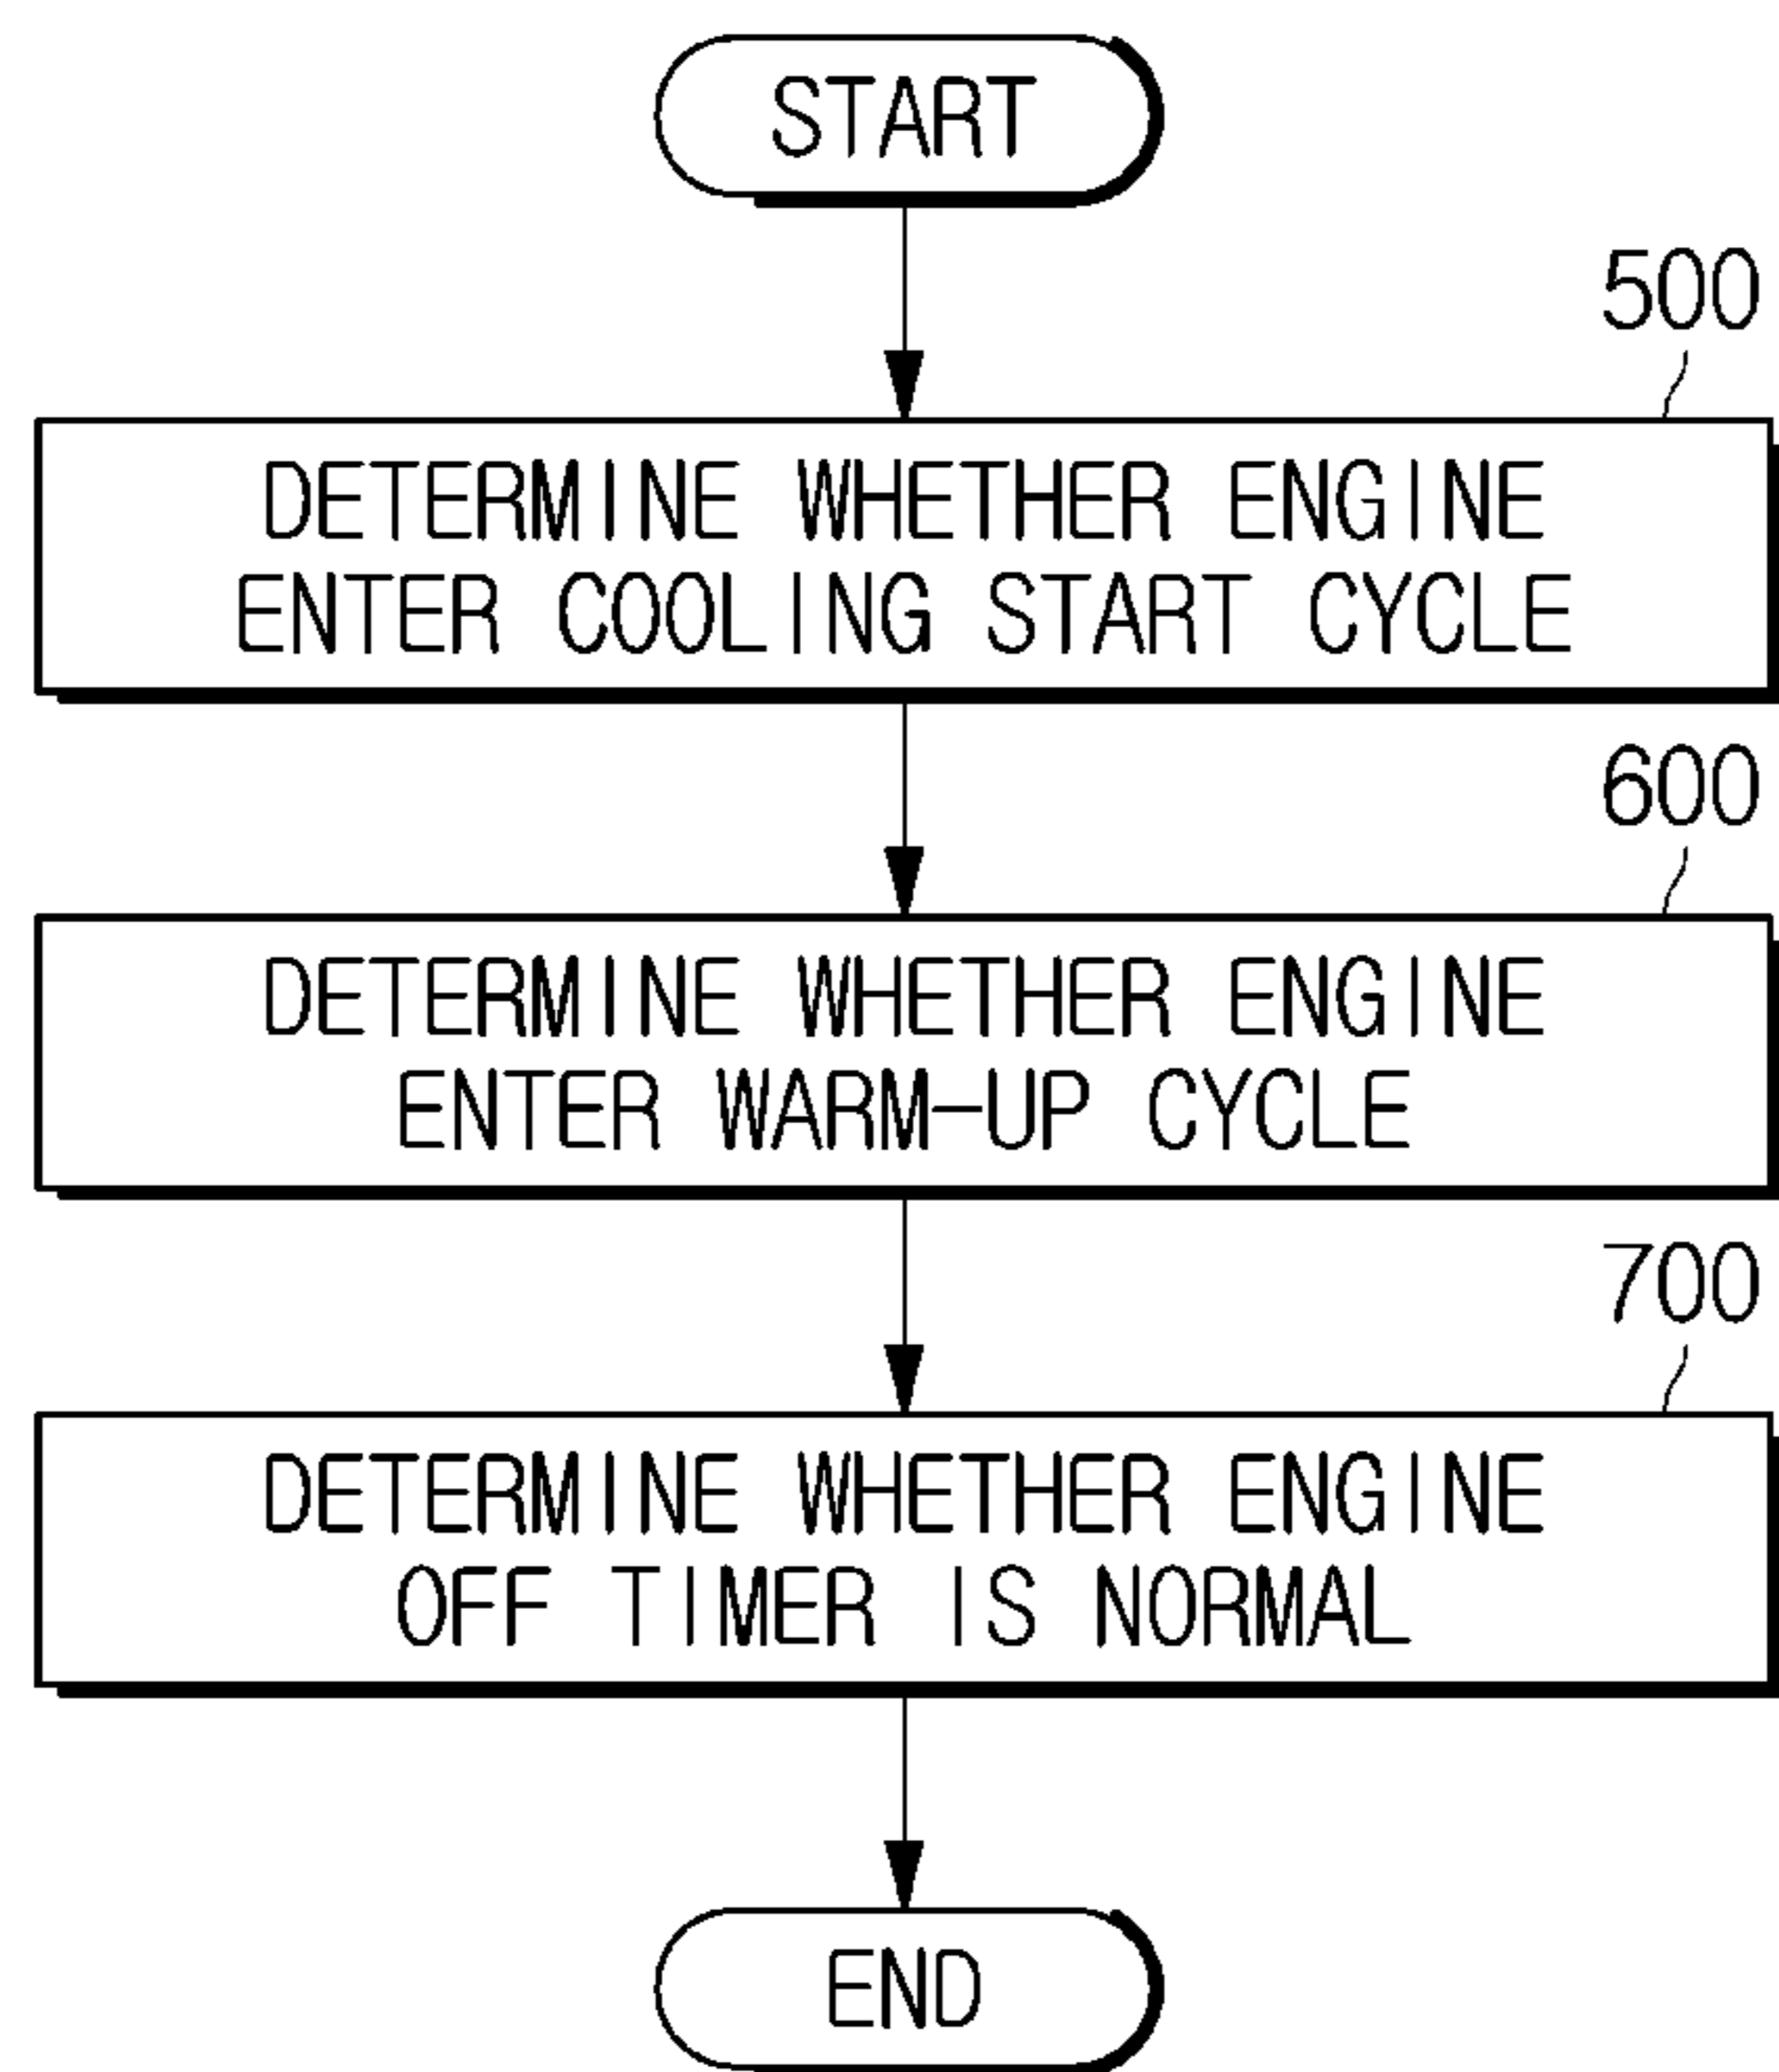 START
500
DETERMINE WHETHER ENGINE
ENTER COOLING START CYCLE
600
DETERMINE WHETHER ENGINE
ENTER WARM-UP CYCLE
700
DETERMINE WHETHER ENGINE
OFF TIMER IS NORMAL
END